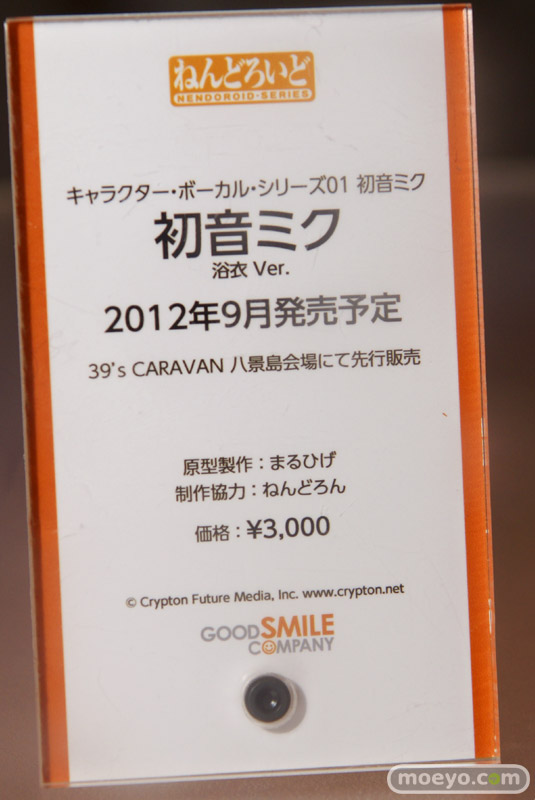 ねんどろいど
NENDOROID・SERIES
キャラクター・ボーカル・シリーズ01 初音ミク
初音ミク
浴衣 Ver.
2012年9月発売予定
39's CARAVAN 八景島会場にて先行販売
原型製作：まるひげ
制作協力：ねんどろん
価格：¥3,000
© Crypton Future Media, Inc. www.crypton.net
GOOD SMILE
COMPANY
moeyo.com